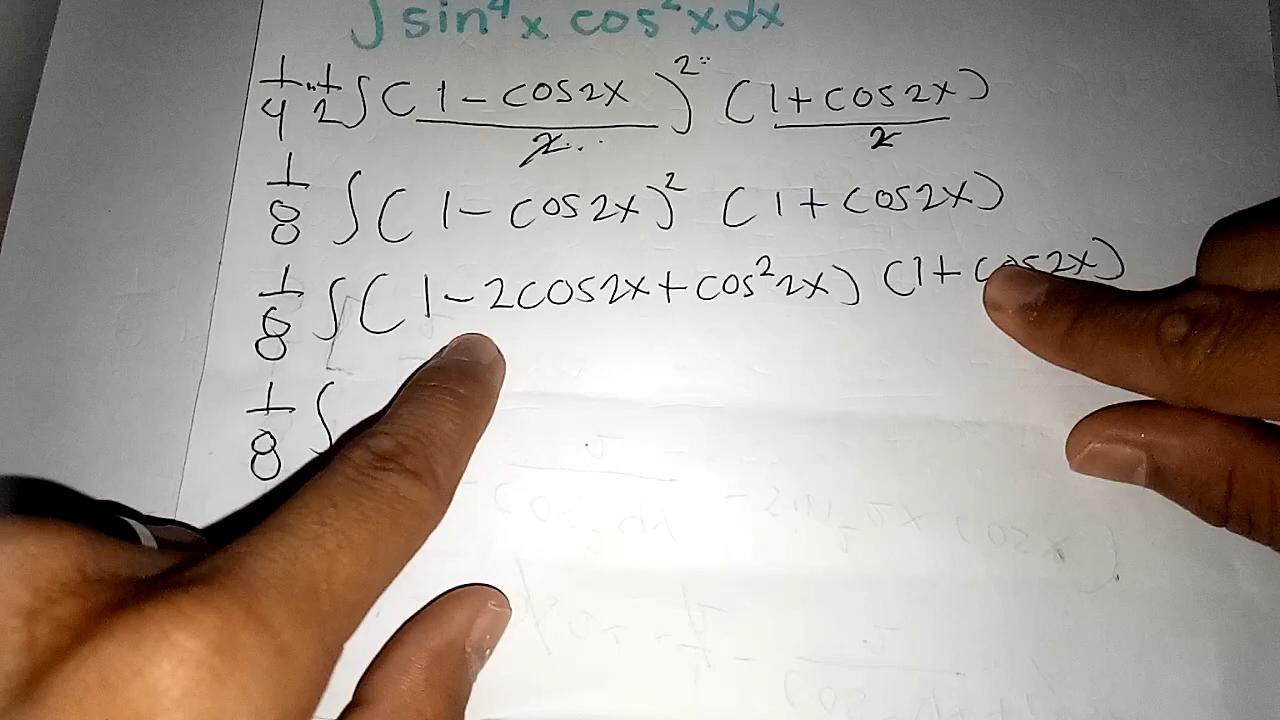 ∫ sin⁴x cos²x dx
1/4 · 1/2 ∫ (1 - cos2x / 2)² (1 + cos2x / 2)
1/8 ∫ (1 - cos2x)² (1 + cos2x)
1/8 ∫ (1 - 2cos2x + cos²2x) (1 + cos2x)
1/8 ∫